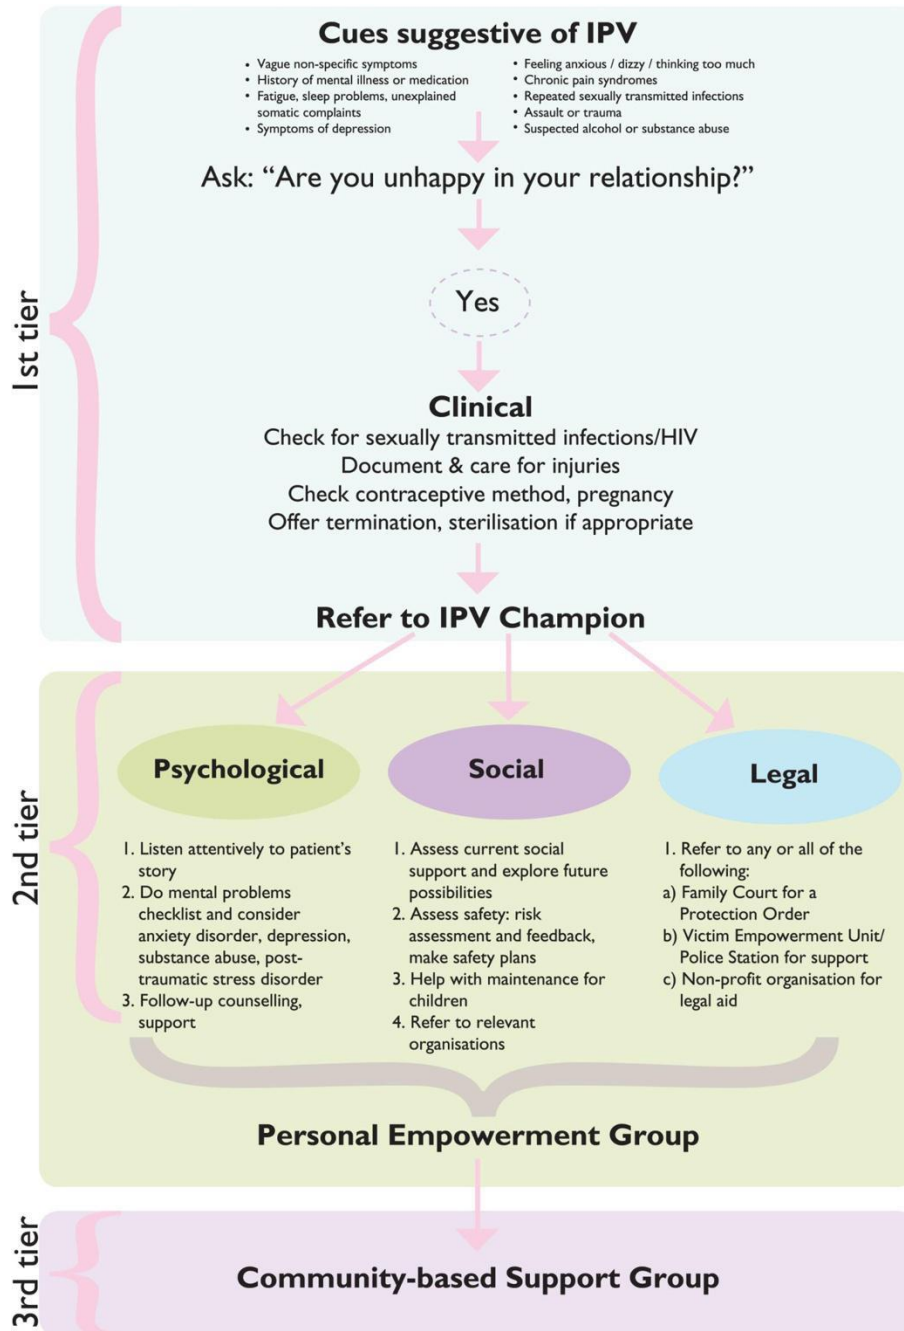 Cues suggestive of IPV
• Vague non-specific symptoms
• History of mental illness or medication
• Fatigue, sleep problems, unexplained
somatic complaints
• Symptoms of depression
• Feeling anxious / dizzy / thinking too much
• Chronic pain syndromes
• Repeated sexually transmitted infections
• Assault or trauma
• Suspected alcohol or substance abuse
Ask: “Are you unhappy in your relationship?”
Yes
Clinical
Check for sexually transmitted infections/HIV
Document & care for injuries
Check contraceptive method, pregnancy
Offer termination, sterilisation if appropriate
Refer to IPV Champion
1st tier
Psychological
1. Listen attentively to patient’s
story
2. Do mental problems
checklist and consider
anxiety disorder, depression,
substance abuse, post-
traumatic stress disorder
3. Follow-up counselling,
support
Social
1. Assess current social
support and explore future
possibilities
2. Assess safety: risk
assessment and feedback,
make safety plans
3. Help with maintenance for
children
4. Refer to relevant
organisations
Legal
1. Refer to any or all of the
following:
a) Family Court for a
Protection Order
b) Victim Empowerment Unit/
Police Station for support
c) Non-profit organisation for
legal aid
2nd tier
Personal Empowerment Group
3rd tier
Community-based Support Group